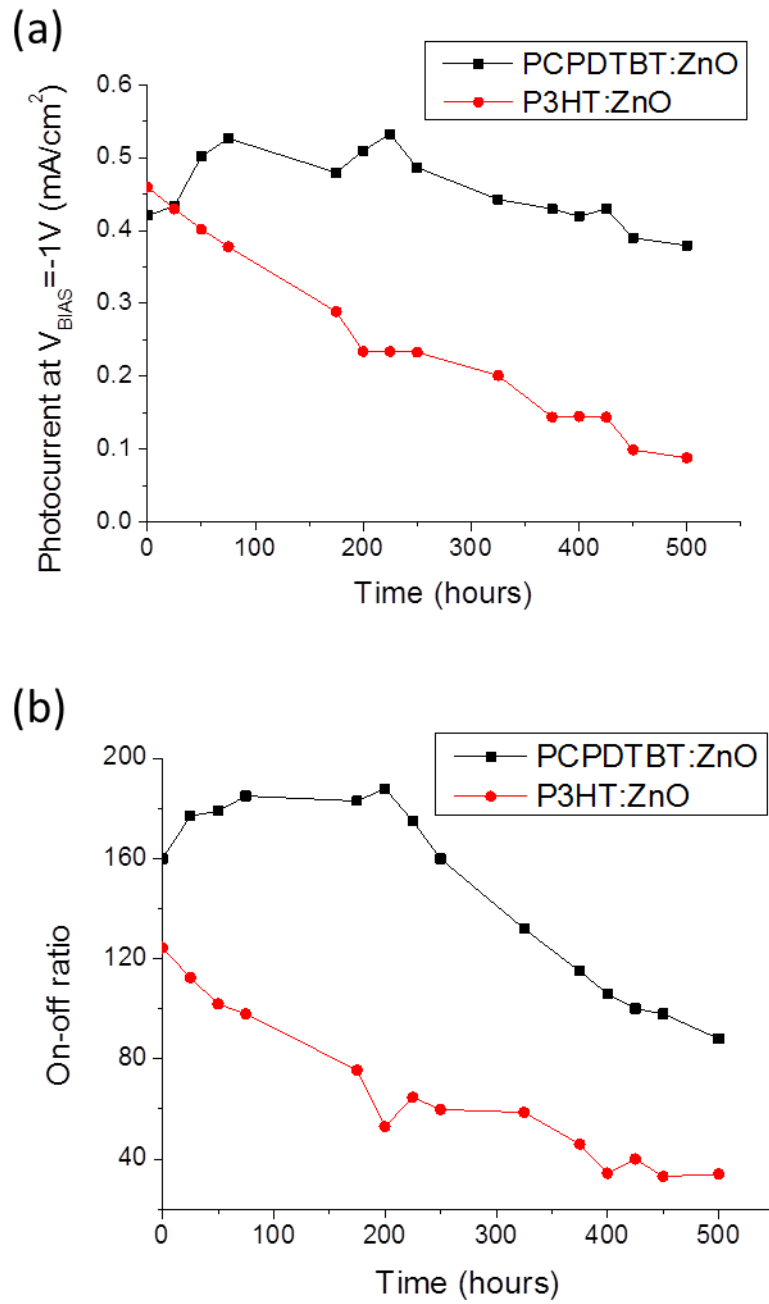 (a)
PCPDTBT:ZnO
P3HT:ZnO
0.6
0.5
0.4
0.3
0.2
0.1
0.0
Photocurrent at V_BIAS=-1V (mA/cm²)
0 100 200 300 400 500
Time (hours)
(b)
PCPDTBT:ZnO
P3HT:ZnO
200
160
120
80
40
On-off ratio
0 100 200 300 400 500
Time (hours)